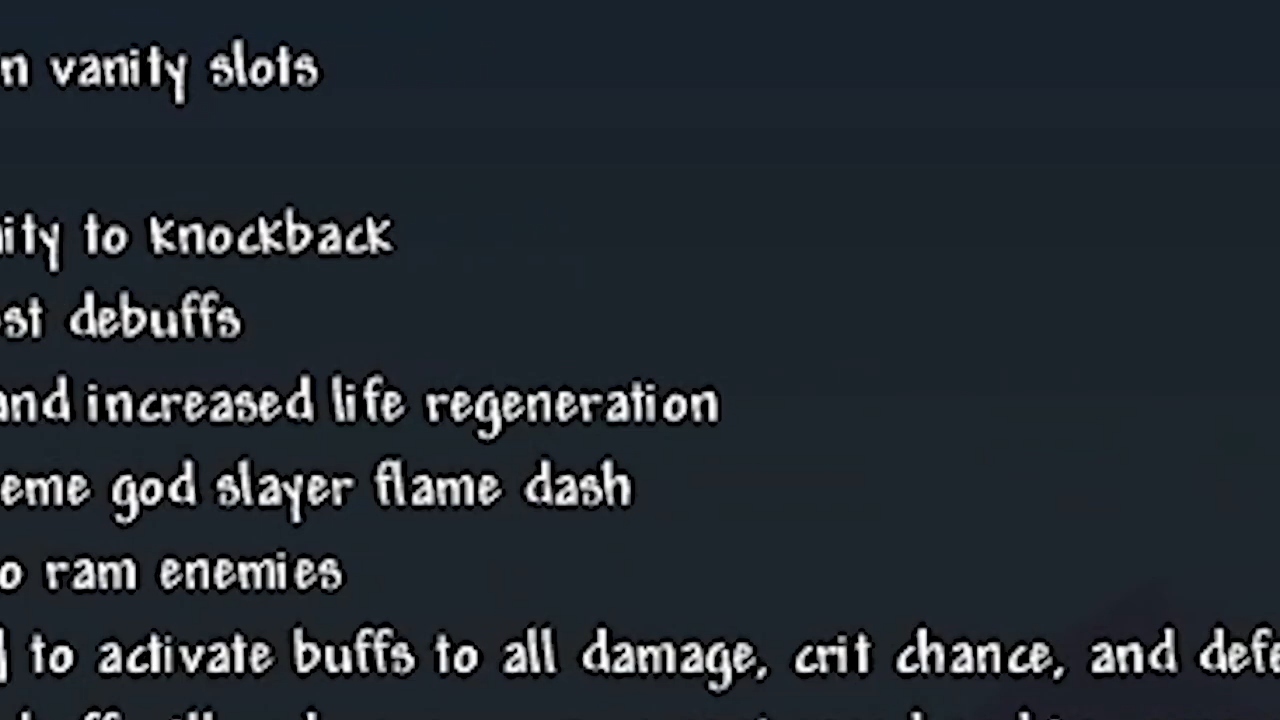 n vanity slots
ity to knockback
st debuffs
and increased life regeneration
eme god slayer flame dash
o ram enemies
] to activate buffs to all damage, crit chance, and defe